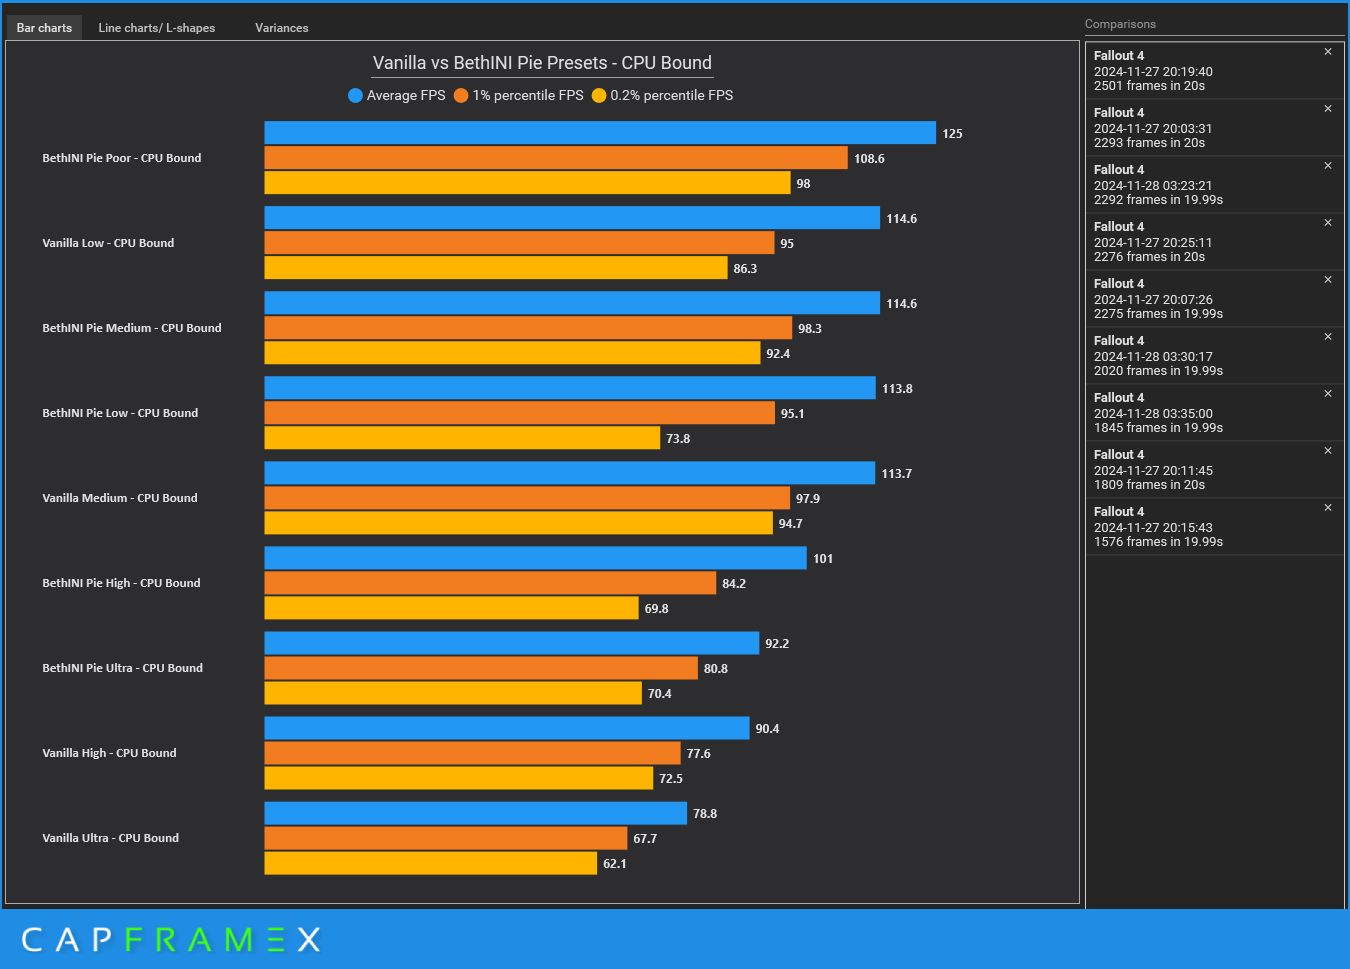 Bar charts
Line charts/ L-shapes
Variances
Vanilla vs BethINI Pie Presets - CPU Bound
Average FPS
1% percentile FPS
0.2% percentile FPS
BethINI Pie Poor - CPU Bound
125
108.6
98
Vanilla Low - CPU Bound
114.6
95
86.3
BethINI Pie Medium - CPU Bound
114.6
98.3
92.4
BethINI Pie Low - CPU Bound
113.8
95.1
73.8
Vanilla Medium - CPU Bound
113.7
97.9
94.7
BethINI Pie High - CPU Bound
101
84.2
69.8
BethINI Pie Ultra - CPU Bound
92.2
80.8
70.4
Vanilla High - CPU Bound
90.4
77.6
72.5
Vanilla Ultra - CPU Bound
78.8
67.7
62.1
Comparisons
Fallout 4
2024-11-27 20:19:40
2501 frames in 20s
Fallout 4
2024-11-27 20:03:31
2293 frames in 20s
Fallout 4
2024-11-28 03:23:21
2292 frames in 19.99s
Fallout 4
2024-11-27 20:25:11
2276 frames in 20s
Fallout 4
2024-11-27 20:07:26
2275 frames in 19.99s
Fallout 4
2024-11-28 03:30:17
2020 frames in 19.99s
Fallout 4
2024-11-28 03:35:00
1845 frames in 19.99s
Fallout 4
2024-11-27 20:11:45
1809 frames in 20s
Fallout 4
2024-11-27 20:15:43
1576 frames in 19.99s
CAPFRAMEX